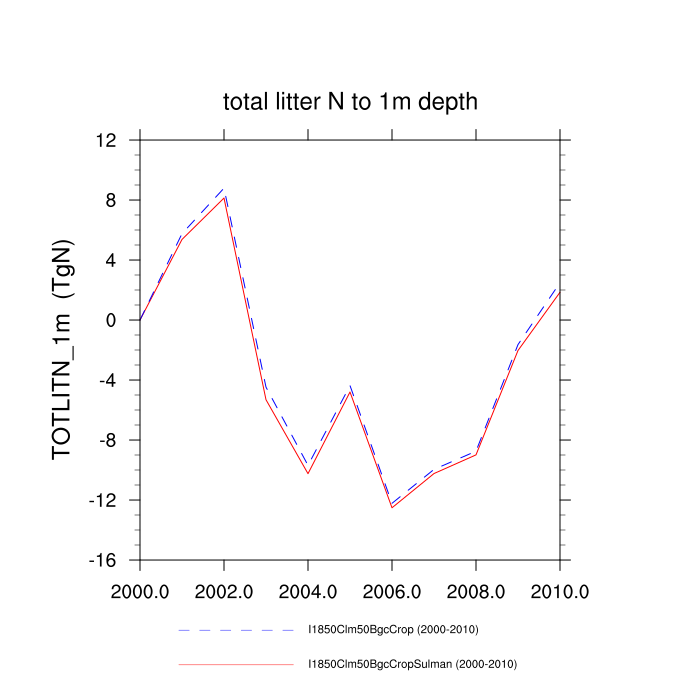 total litter N to 1m depth
TOTLITN_1m (TgN)
12
8
4
0
-4
-8
-12
-16
2000.0 2002.0 2004.0 2006.0 2008.0 2010.0
I1850Clm50BgcCrop (2000-2010)
I1850Clm50BgcCropSulman (2000-2010)